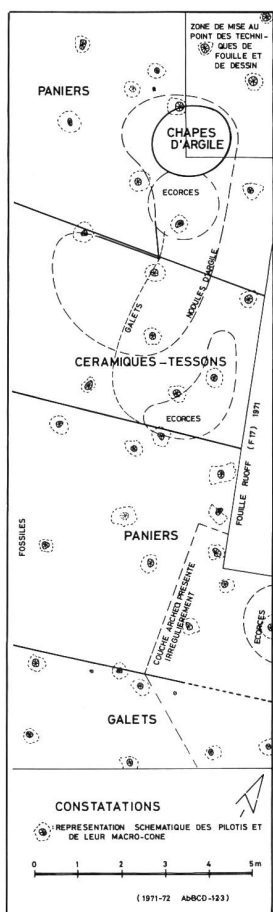 ZONE DE MISE AU
POINT DES TECHNI-
QUES DE
FOUILLE ET
DE DESSIN
PANIERS
CHAPES
D'ARGILE
ECORCES
GALETS
NODULES D'ARGILE
CERAMIQUES-TESSONS
ECORCES
FOUILLE RUOFF (F17) 1971
FOSSILES
PANIERS
COUCHE ARCHEO. PRESENTE
IRREGULIEREMENT
ECORCES
GALETS
CONSTATATIONS
:REPRESENTATION SCHEMATIQUE DES PILOTIS ET
DE LEUR MACRO-CONE
0 1 2 3 4 5m
(1971-72 AbBCD-123)